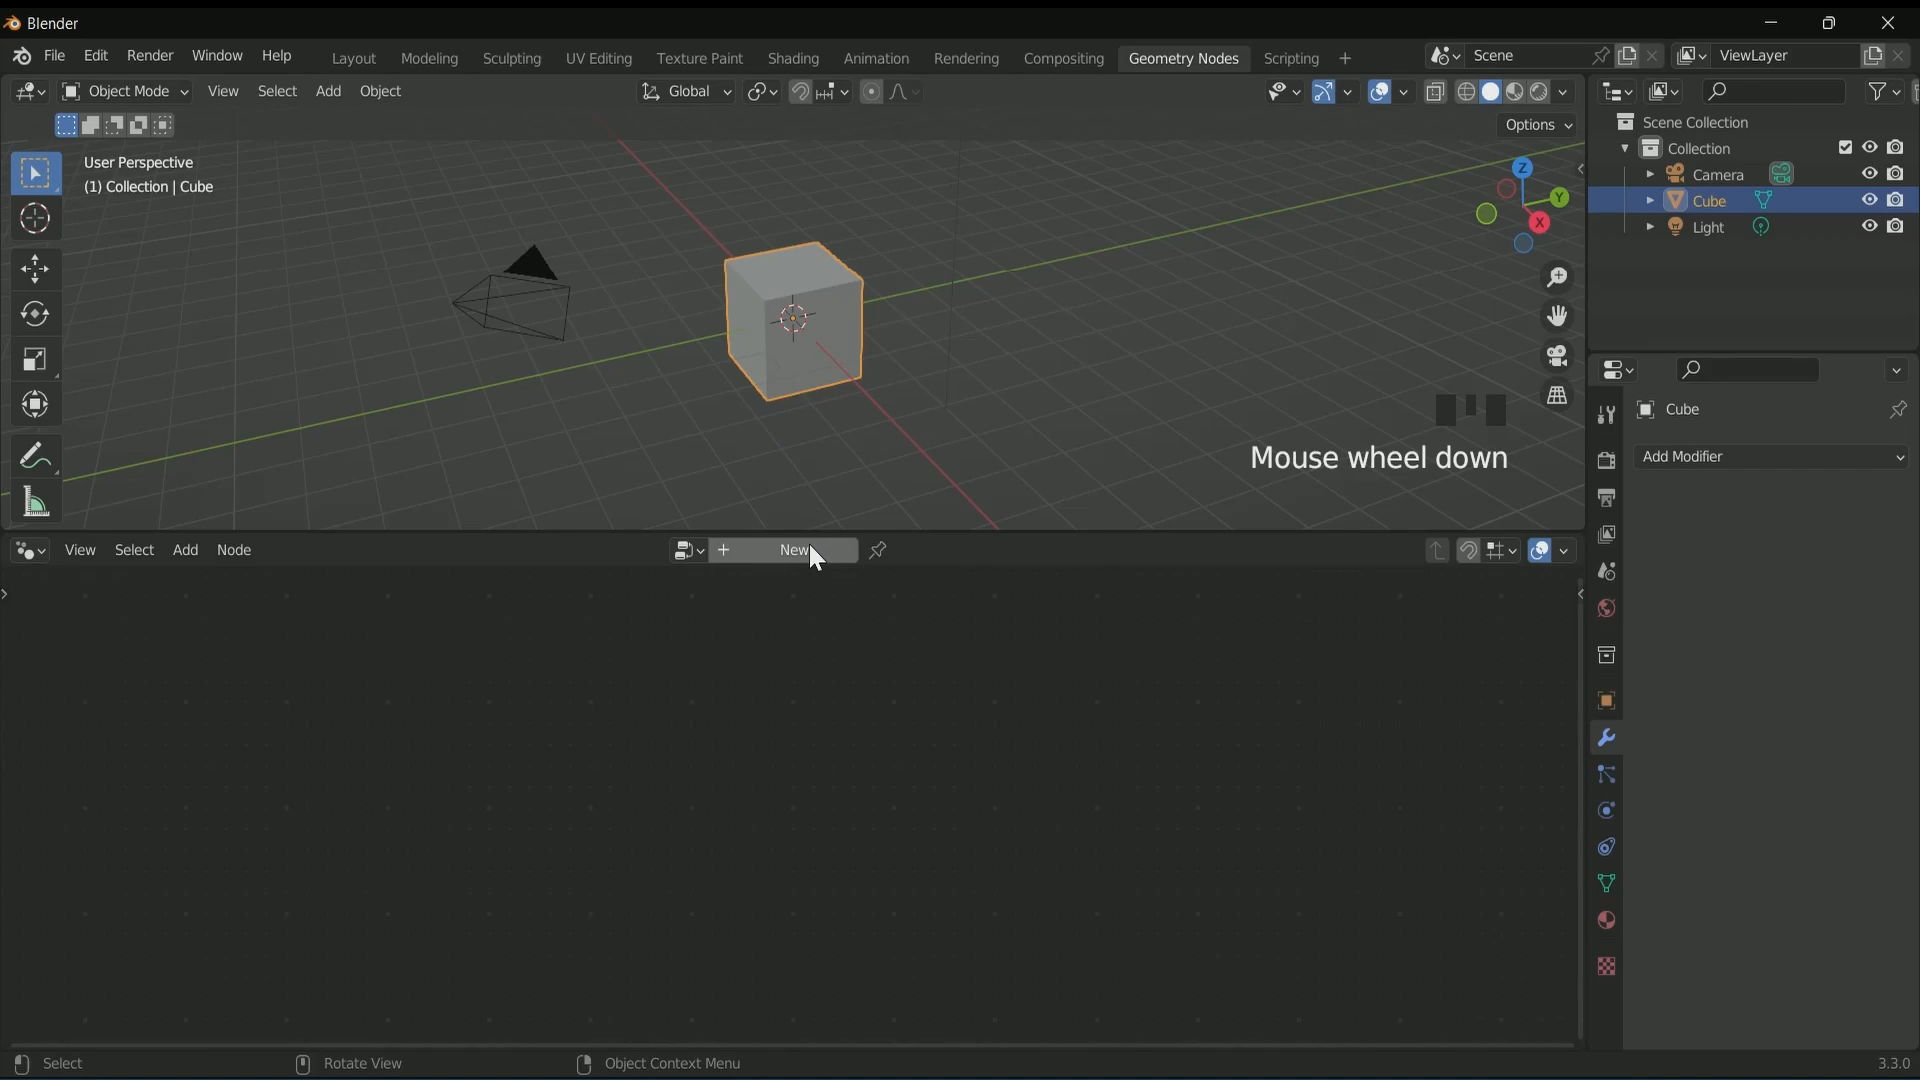 Blender
File Edit Render Window Help Layout Modeling Sculpting UV Editing Texture Paint Shading Animation Rendering Compositing Geometry Nodes Scripting + Scene ViewLayer
Object Mode View Select Add Object Global
Options
User Perspective
(1) Collection | Cube
Z
Y
X
Mouse wheel down
Scene Collection
Collection
Camera
Cube
Light
Cube
Add Modifier
View Select Add Node + New
Select Rotate View Object Context Menu 3.3.0